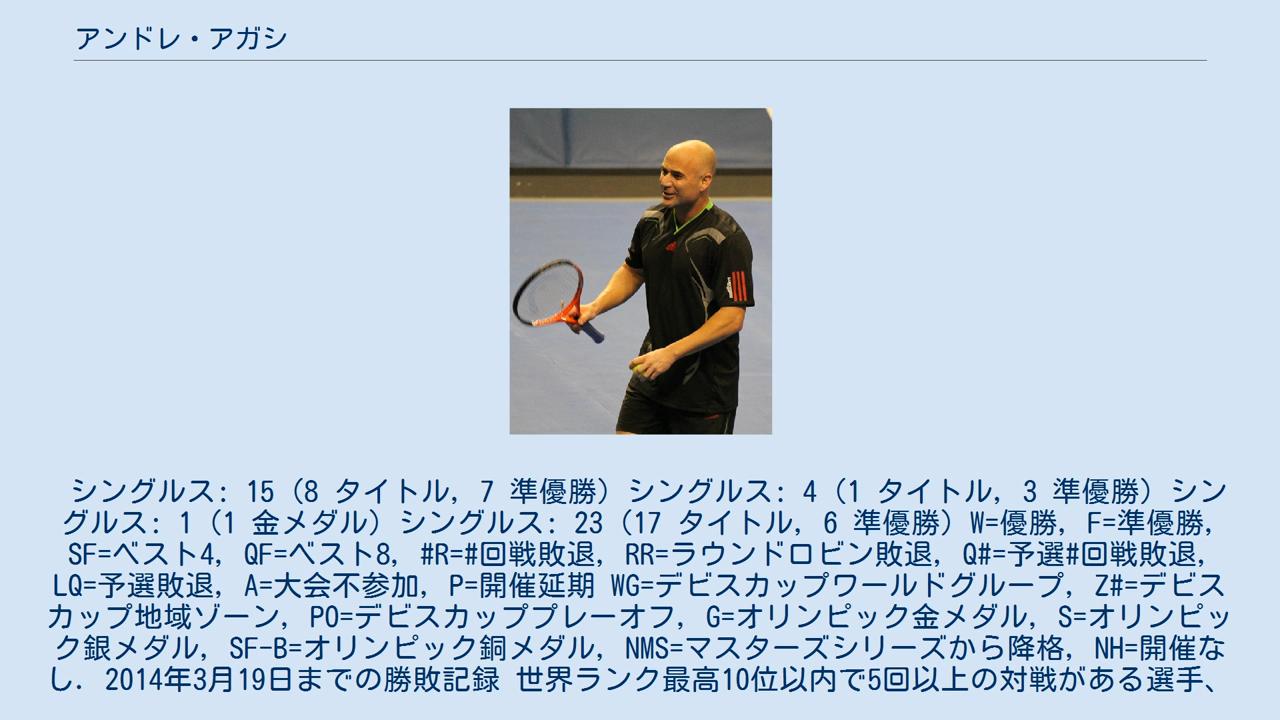 アンドレ・アガシ
シングルス: 15 (8 タイトル, 7 準優勝) シングルス: 4 (1 タイトル, 3 準優勝) シン
グルス: 1 (1 金メダル) シングルス: 23 (17 タイトル, 6 準優勝) W=優勝, F=準優勝,
SF=ベスト4, QF=ベスト8, #R=#回戦敗退, RR=ラウンドロビン敗退, Q#=予選#回戦敗退,
LQ=予選敗退, A=大会不参加, P=開催延期 WG=デビスカップワールドグループ, Z#=デビス
カップ地域ゾーン, PO=デビスカッププレーオフ, G=オリンピック金メダル, S=オリンピッ
ク銀メダル, SF-B=オリンピック銅メダル, NMS=マスターズシリーズから降格, NH=開催な
し. 2014年3月19日までの勝敗記録 世界ランク最高10位以内で5回以上の対戦がある選手、